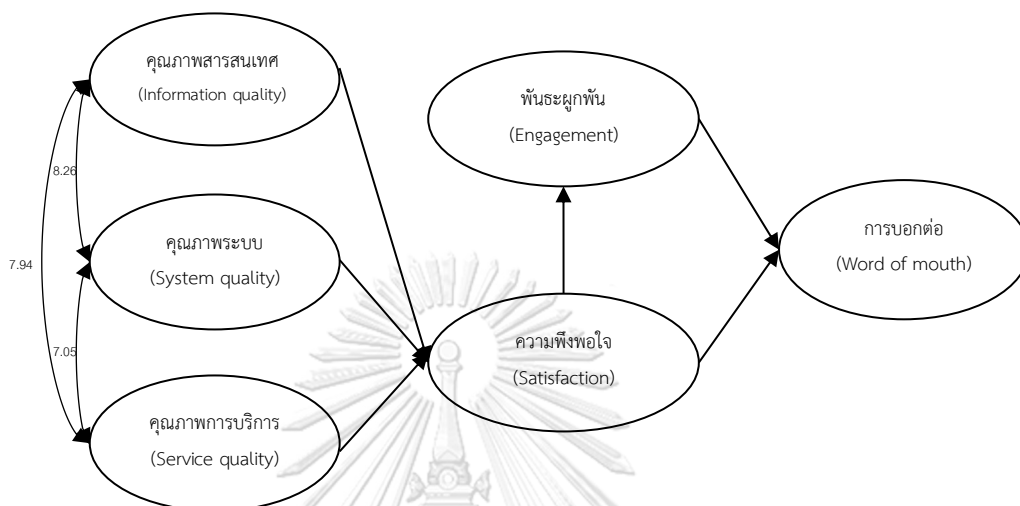 คุณภาพสารสนเทศ
(Information quality)
พันธะผูกพัน
(Engagement)
8.26
คุณภาพระบบ
(System quality)
การบอกต่อ
(Word of mouth)
7.94
7.05
ความพึงพอใจ
(Satisfaction)
คุณภาพการบริการ
(Service quality)